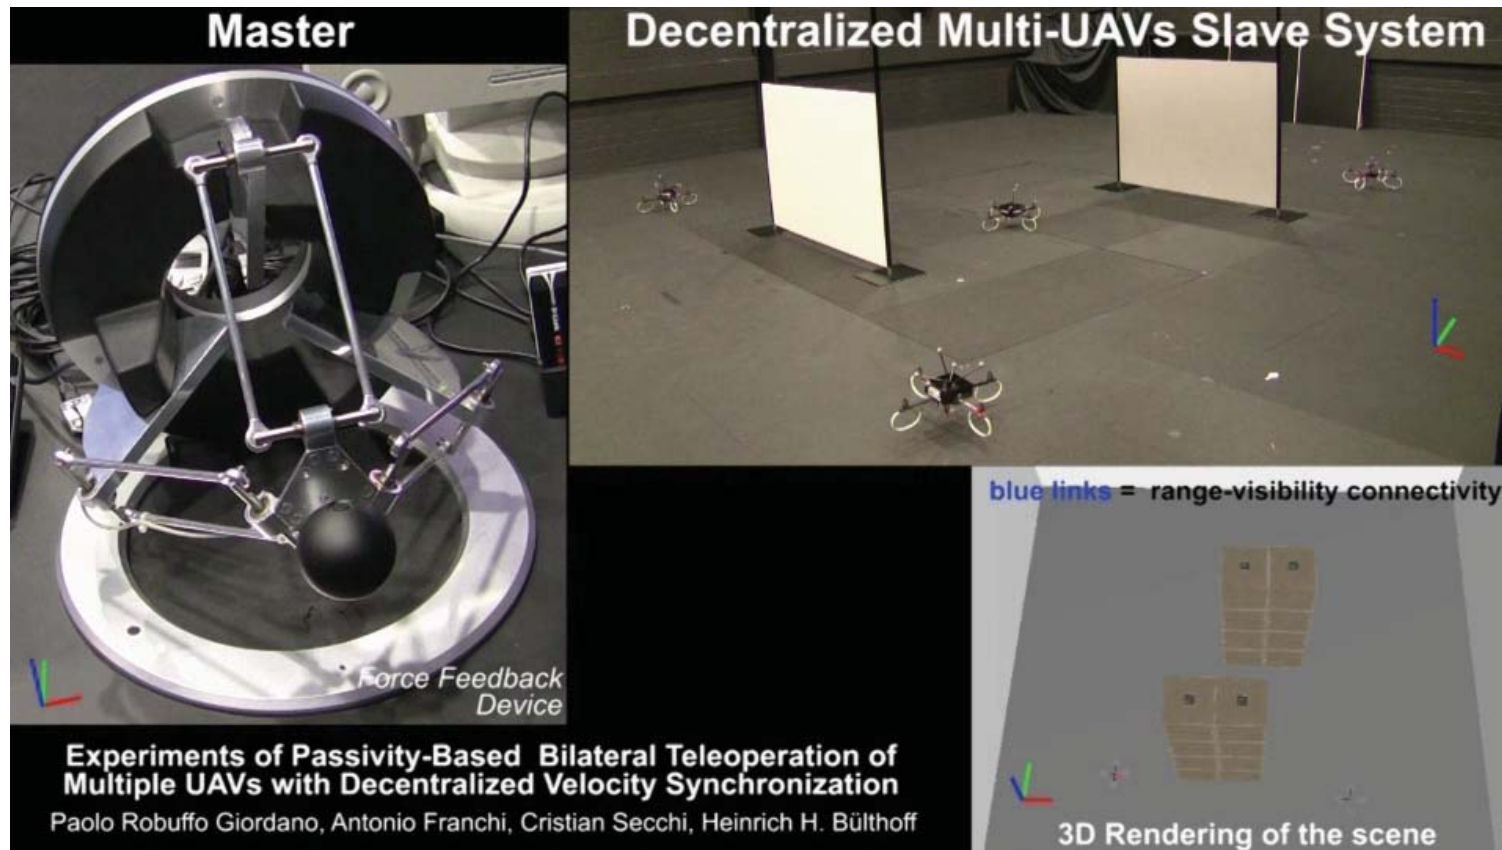 Master
Decentralized Multi-UAVs Slave System
Force Feedback
Device
blue links = range-visibility connectivity
Experiments of Passivity-Based Bilateral Teleoperation of
Multiple UAVs with Decentralized Velocity Synchronization
Paolo Robuffo Giordano, Antonio Franchi, Cristian Secchi, Heinrich H. Bülthoff
3D Rendering of the scene